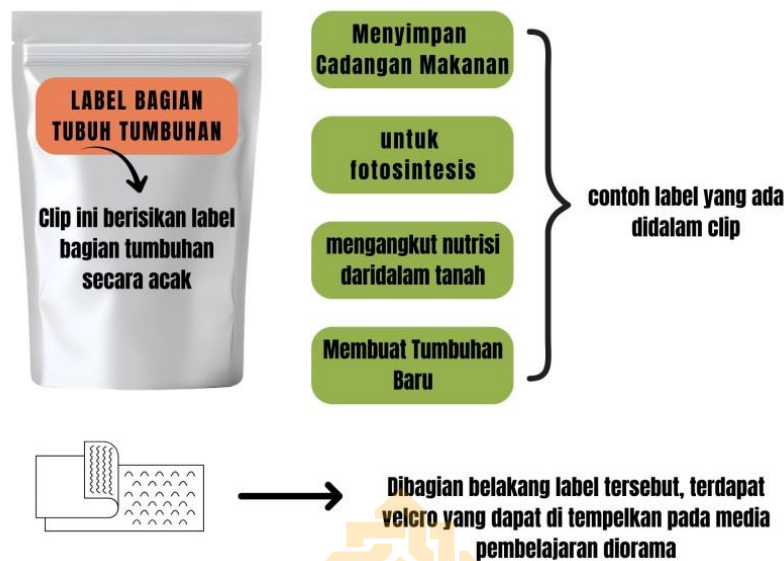 LABEL BAGIAN
TUBUH TUMBUHAN
Clip ini berisikan label
bagian tumbuhan
secara acak
Menyimpan
Cadangan Makanan
untuk
fotosintesis
mengangkut nutrisi
daridalam tanah
Membuat Tumbuhan
Baru
contoh label yang ada
didalam clip
Dibagian belakang label tersebut, terdapat
velcro yang dapat di tempelkan pada media
pembelajaran diorama